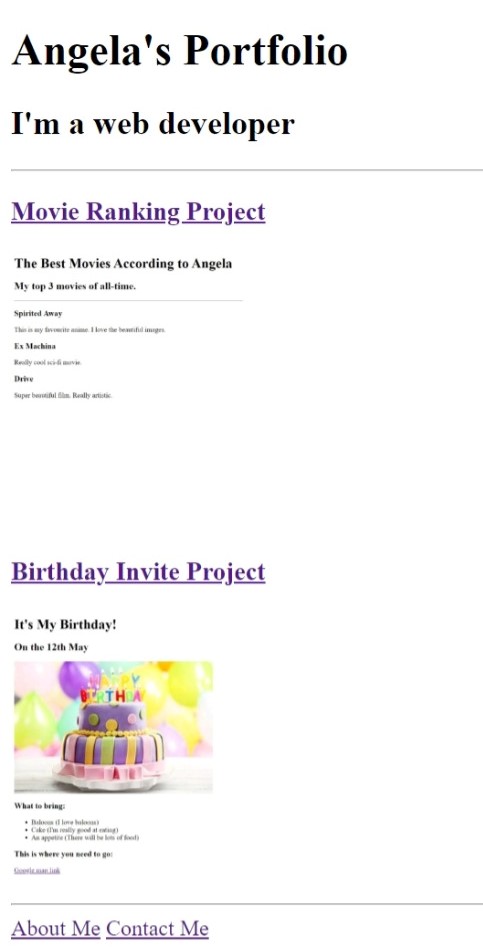 Angela's Portfolio
I'm a web developer
Movie Ranking Project
The Best Movies According to Angela
My top 3 movies of all-time.
Spirited Away
This is my favourite anime. I love the beautiful images.
Ex Machina
Really cool sci-fi movie.
Drive
Super beautiful film. Really artistic.
Birthday Invite Project
It's My Birthday!
On the 12th May
HAPPY
BIRTHDAY
What to bring:
Baloons (I love baloons)
Cake (I'm really good at eating)
An appetite (There will be lots of food)
This is where you need to go:
Google map link
About Me Contact Me